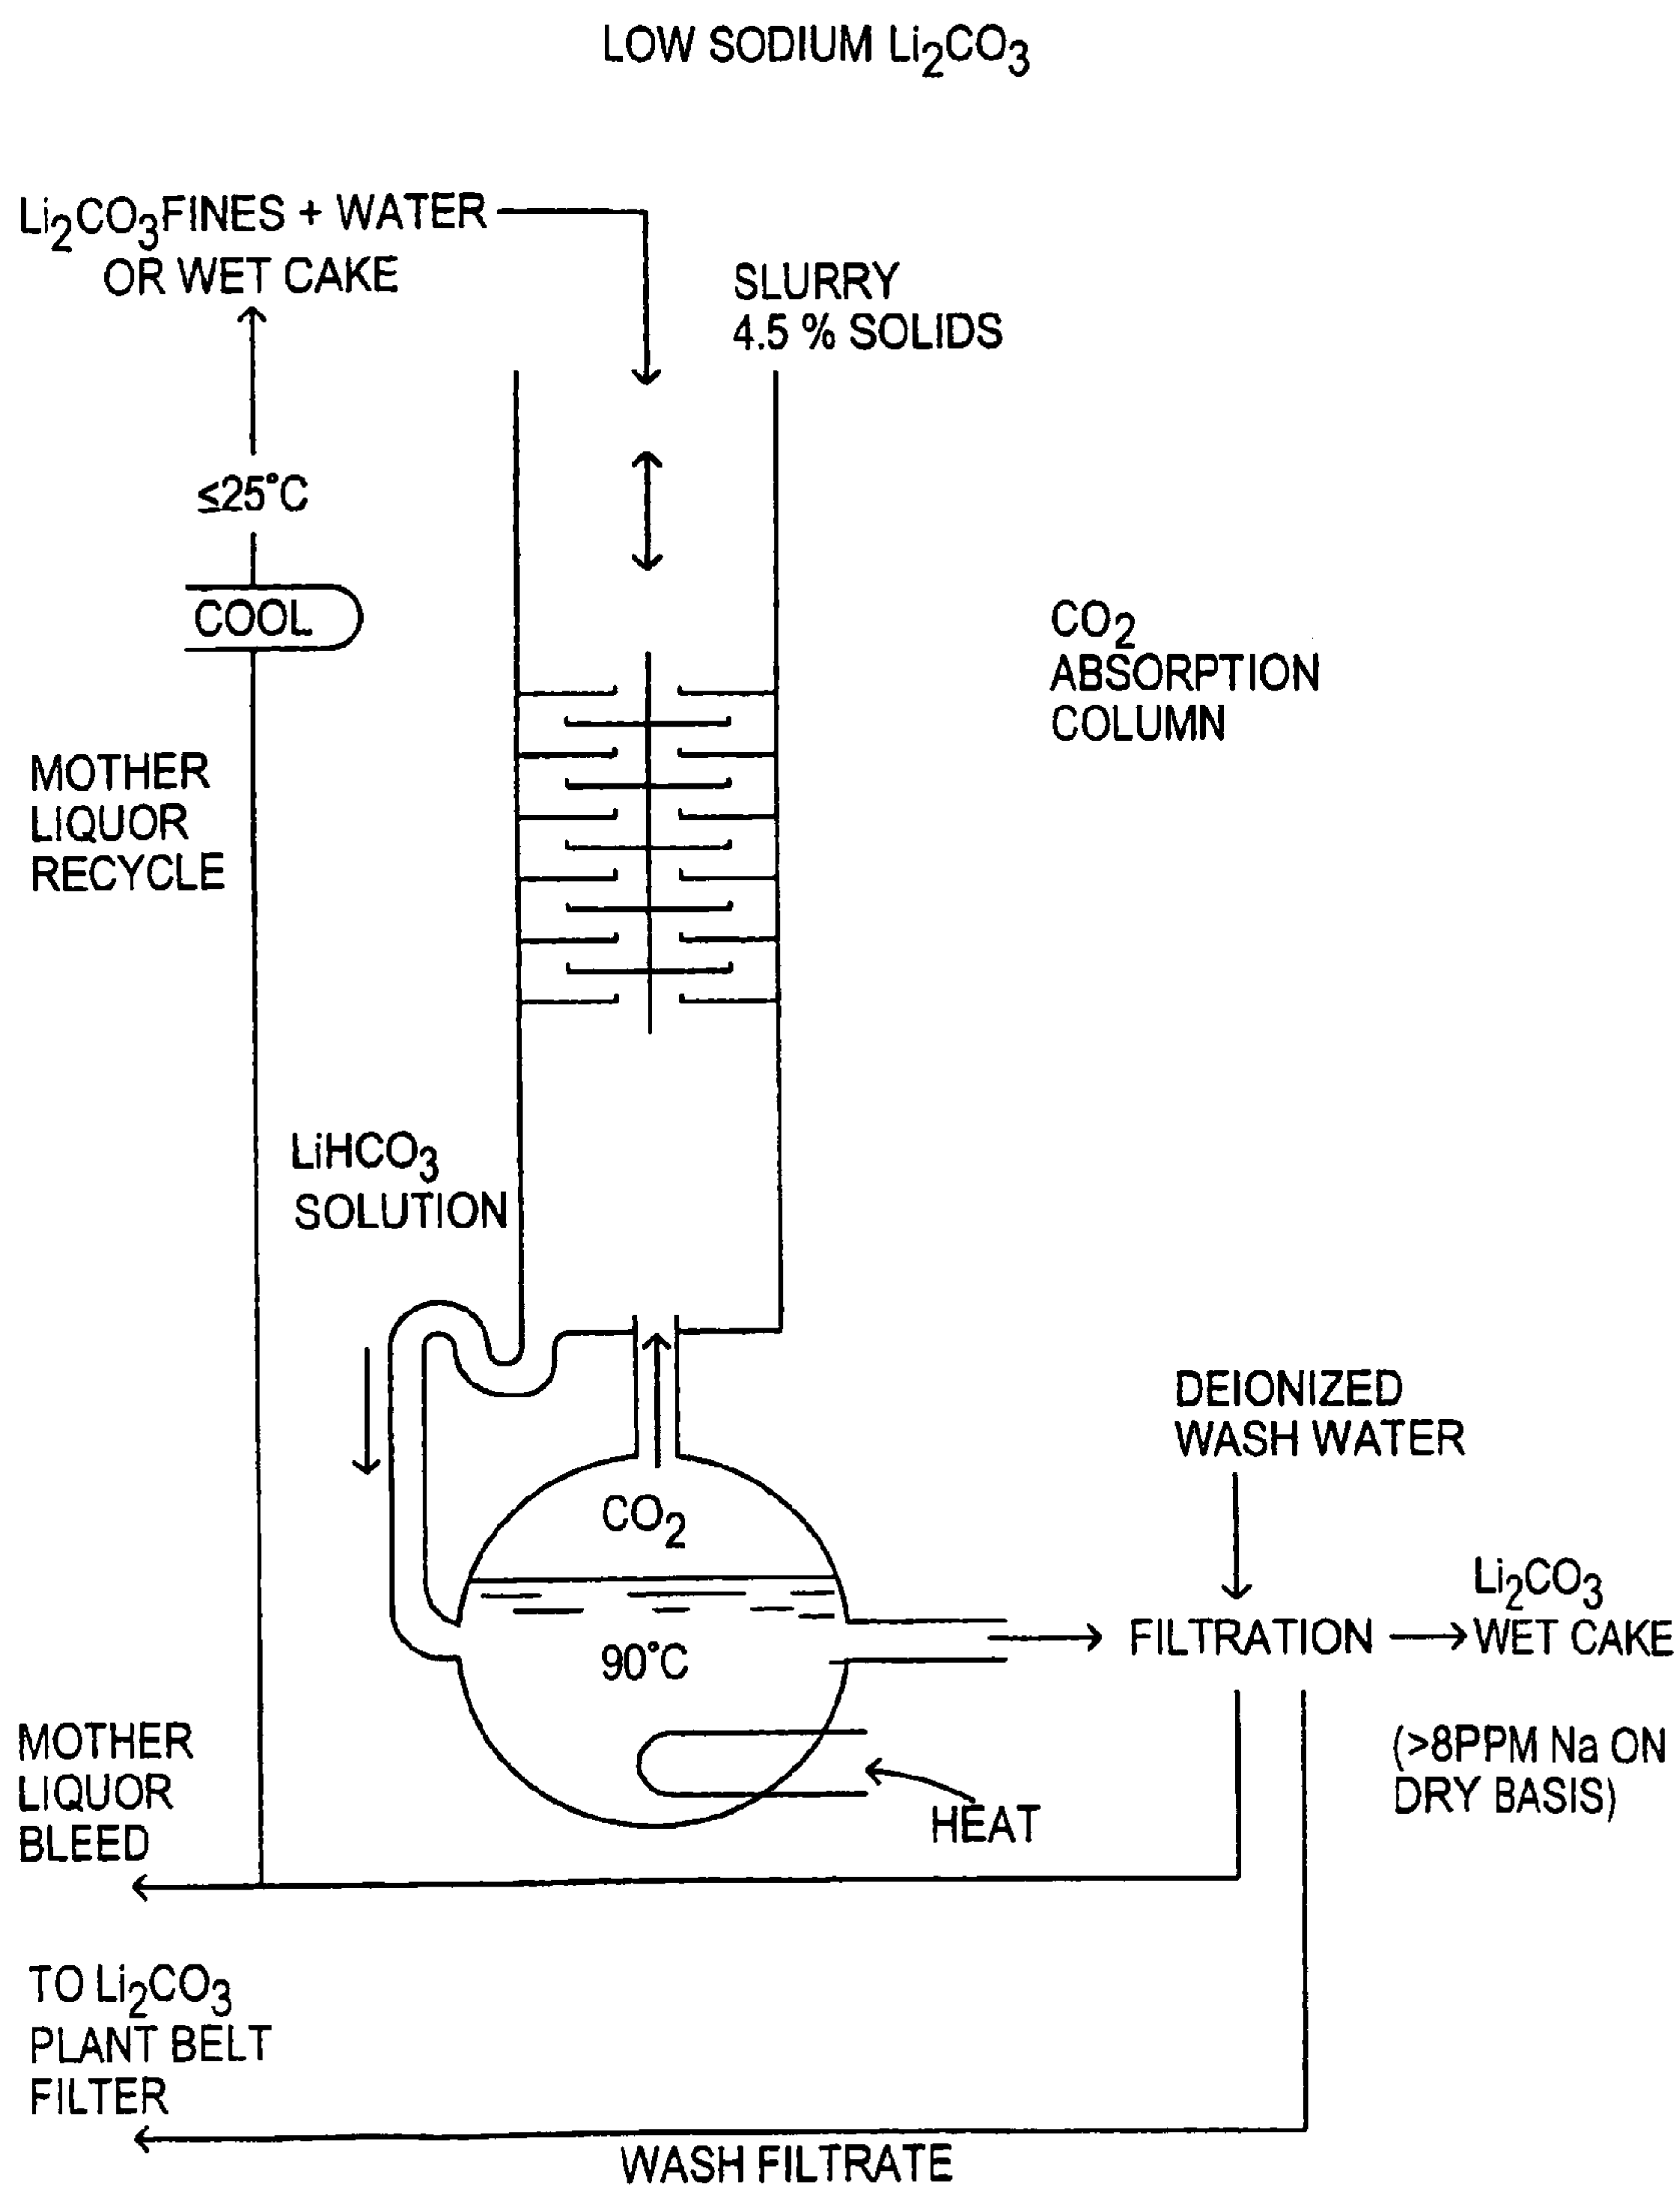 LOW SODIUM Li₂CO₃
Li₂CO₃FINES + WATER
OR WET CAKE
SLURRY
4.5 % SOLIDS
≤25°C
COOL
CO₂
ABSORPTION
COLUMN
MOTHER
LIQUOR
RECYCLE
LiHCO₃
SOLUTION
DEIONIZED
WASH WATER
CO₂
90°C
FILTRATION
Li₂CO₃
WET CAKE
(>8PPM Na ON
DRY BASIS)
HEAT
MOTHER
LIQUOR
BLEED
TO Li₂CO₃
PLANT BELT
FILTER
WASH FILTRATE